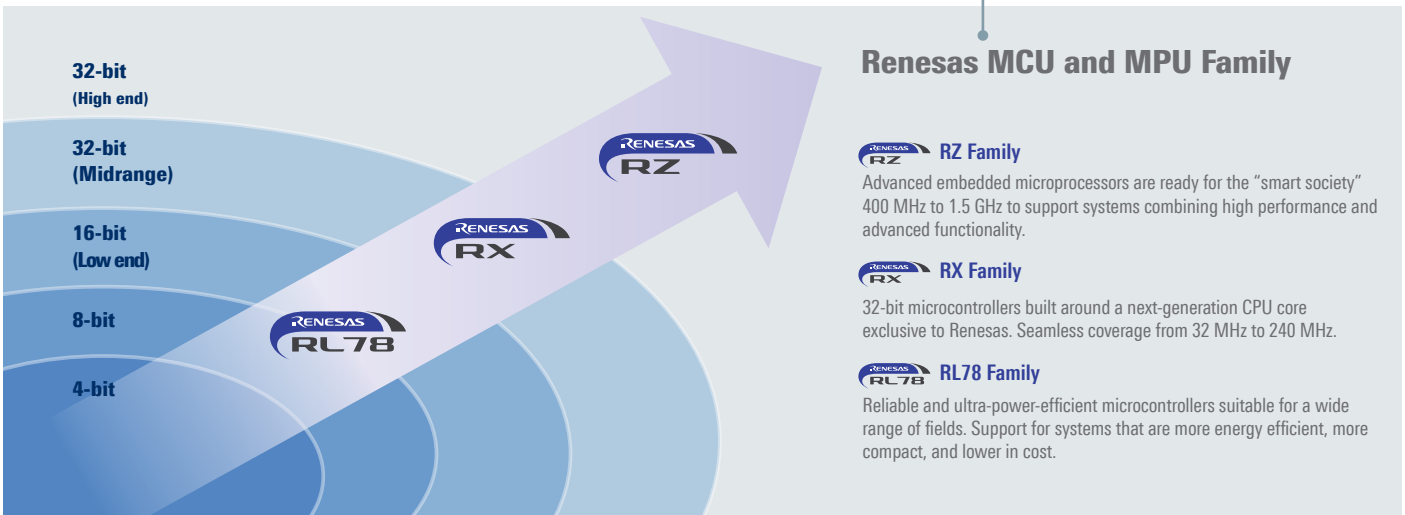 32-bit
(High end)
32-bit
(Midrange)
16-bit
(Low end)
8-bit
4-bit
RENESAS
RZ
RENESAS
RX
RENESAS
RL78
Renesas MCU and MPU Family
RENESAS
RZ
RZ Family
Advanced embedded microprocessors are ready for the “smart society”
400 MHz to 1.5 GHz to support systems combining high performance and
advanced functionality.
RENESAS
RX
RX Family
32-bit microcontrollers built around a next-generation CPU core
exclusive to Renesas. Seamless coverage from 32 MHz to 240 MHz.
RENESAS
RL78
RL78 Family
Reliable and ultra-power-efficient microcontrollers suitable for a wide
range of fields. Support for systems that are more energy efficient, more
compact, and lower in cost.